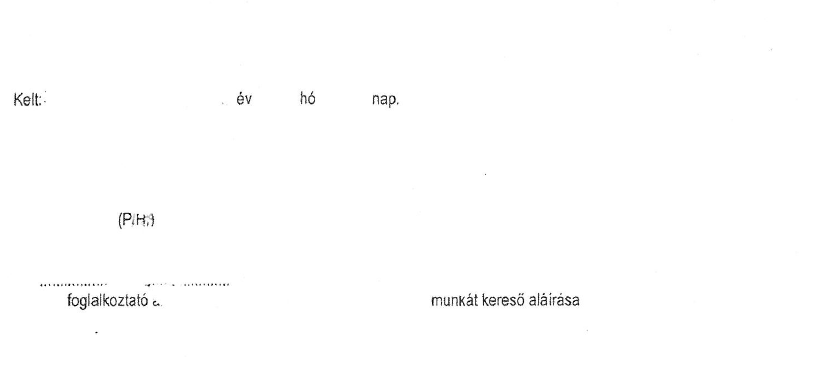 Kelt: év hó nap.
(P.H.)
foglalkoztató a
munkát kereső aláírása